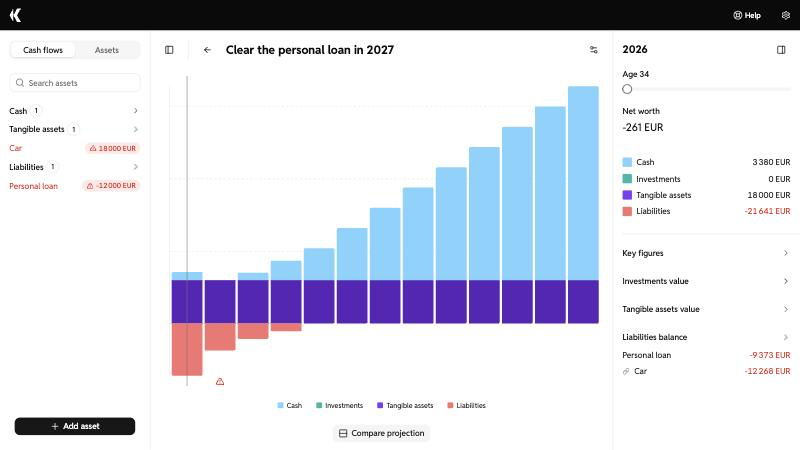 Help
Cash flows
Assets
Search assets
Cash 1
Tangible assets 1
Car 18 000 EUR
Liabilities 1
Personal loan -12 000 EUR
+ Add asset
Clear the personal loan in 2027
Cash
Investments
Tangible assets
Liabilities
Compare projection
2026
Age 34
Net worth
-261 EUR
Cash 3 380 EUR
Investments 0 EUR
Tangible assets 18 000 EUR
Liabilities -21 641 EUR
Key figures
Investments value
Tangible assets value
Liabilities balance
Personal loan -9 373 EUR
Car -12 268 EUR